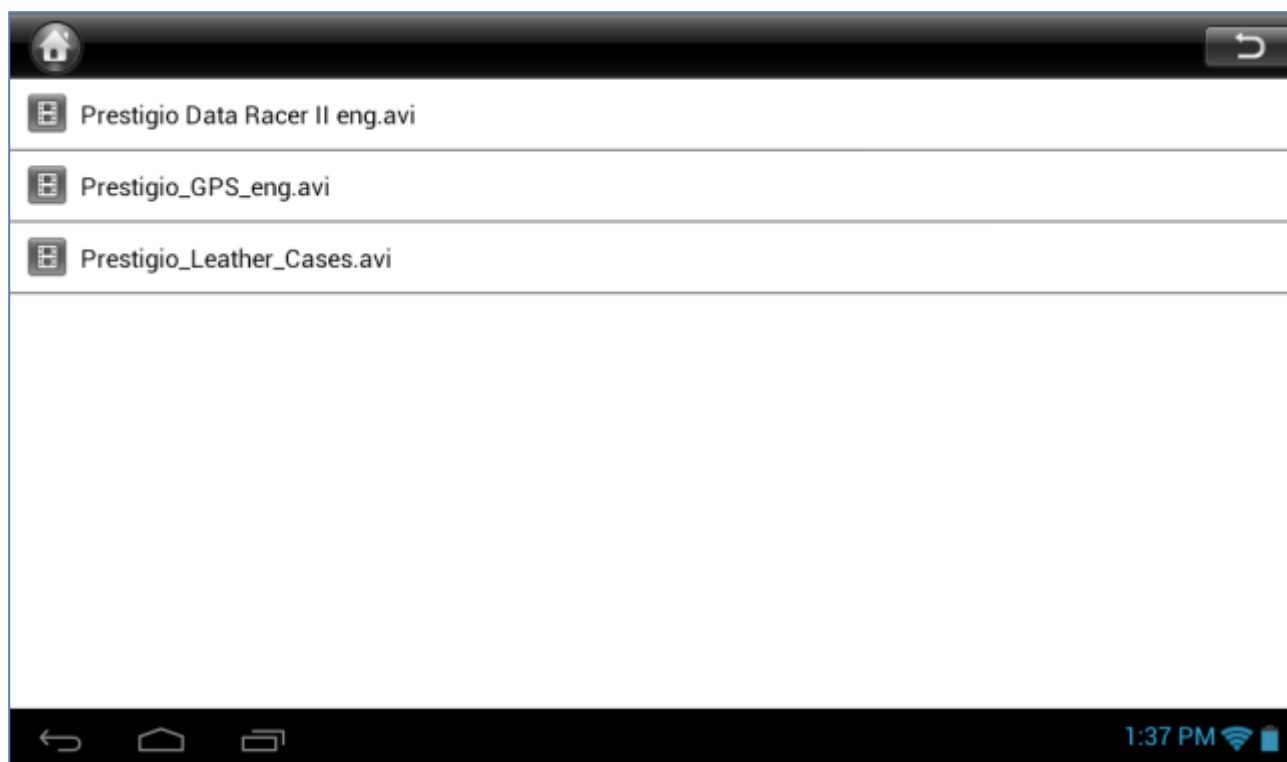 Prestigio Data Racer II eng.avi
Prestigio_GPS_eng.avi
Prestigio_Leather_Cases.avi
1:37 PM